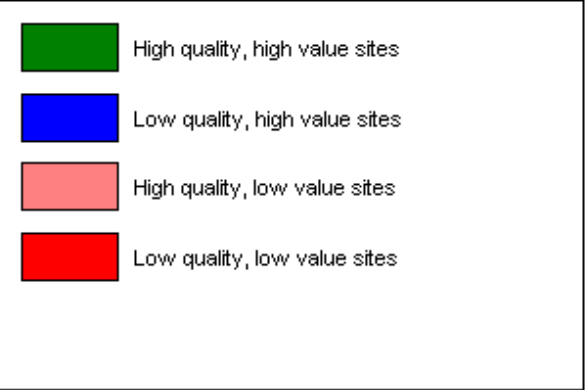 High quality, high value sites
Low quality, high value sites
High quality, low value sites
Low quality, low value sites